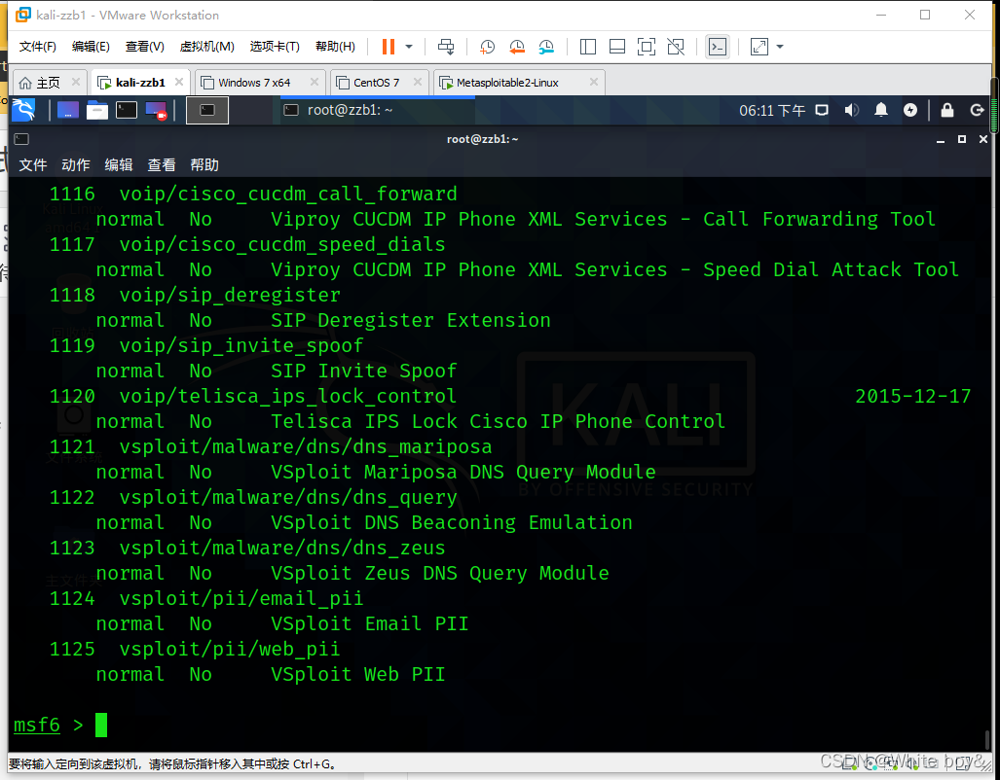 kali-zzb1 - VMware Workstation
文件(F) 编辑(E) 查看(V) 虚拟机(M) 选项卡(T) 帮助(H)
主页 kali-zzb1 Windows 7 x64 CentOS 7 Metasploitable2-Linux
root@zzb1: ~ 06:11 下午
root@zzb1: ~
文件 动作 编辑 查看 帮助
1116 voip/cisco_cucdm_call_forward
normal No Viproy CUCDM IP Phone XML Services - Call Forwarding Tool
1117 voip/cisco_cucdm_speed_dials
normal No Viproy CUCDM IP Phone XML Services - Speed Dial Attack Tool
1118 voip/sip_deregister
normal No SIP Deregister Extension
1119 voip/sip_invite_spoof
normal No SIP Invite Spoof
1120 voip/telisca_ips_lock_control 2015-12-17
normal No Telisca IPS Lock Cisco IP Phone Control
1121 vsploit/malware/dns/dns_mariposa
normal No VSploit Mariposa DNS Query Module
1122 vsploit/malware/dns/dns_query
normal No VSploit DNS Beaconing Emulation
1123 vsploit/malware/dns/dns_zeus
normal No VSploit Zeus DNS Query Module
1124 vsploit/pii/email_pii
normal No VSploit Email PII
1125 vsploit/pii/web_pii
normal No VSploit Web PII
KALI
BY OFFENSIVE SECURITY
msf6 >
要将输入定向到该虚拟机，请将鼠标指针移入其中或按 Ctrl+G。
CSDN @White boy&